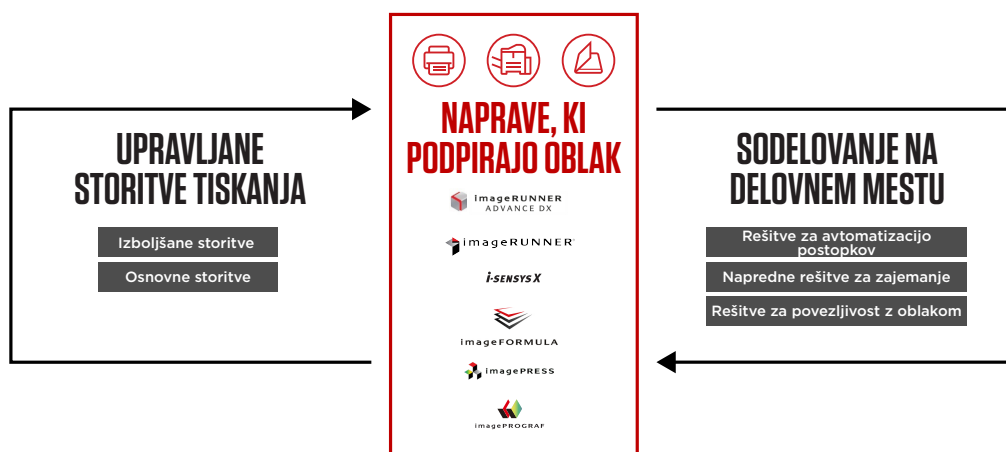 UPRAVLJANE
STORITVE TISKANJA
Izboljšane storitve
Osnovne storitve
NAPRAVE, KI
PODPIRAJO OBLAK
imageRUNNER
ADVANCE DX
imageRUNNER
i-SENSYS X
imageFORMULA
imagePRESS
imagePROGRAF
SODELOVANJE NA
DELOVNEM MESTU
Rešitve za avtomatizacijo
postopkov
Napredne rešitve za zajemanje
Rešitve za povezljivost z oblakom